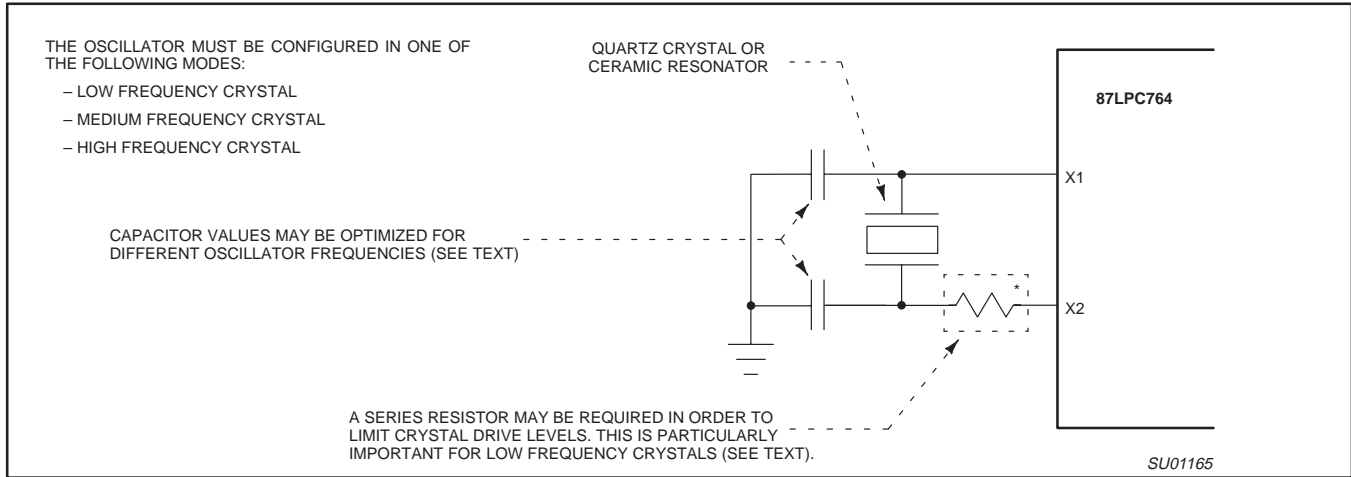 THE OSCILLATOR MUST BE CONFIGURED IN ONE OF
THE FOLLOWING MODES:
– LOW FREQUENCY CRYSTAL
– MEDIUM FREQUENCY CRYSTAL
– HIGH FREQUENCY CRYSTAL
QUARTZ CRYSTAL OR
CERAMIC RESONATOR
87LPC764
X1
CAPACITOR VALUES MAY BE OPTIMIZED FOR
DIFFERENT OSCILLATOR FREQUENCIES (SEE TEXT)
*
X2
A SERIES RESISTOR MAY BE REQUIRED IN ORDER TO
LIMIT CRYSTAL DRIVE LEVELS. THIS IS PARTICULARLY
IMPORTANT FOR LOW FREQUENCY CRYSTALS (SEE TEXT).
SU01165